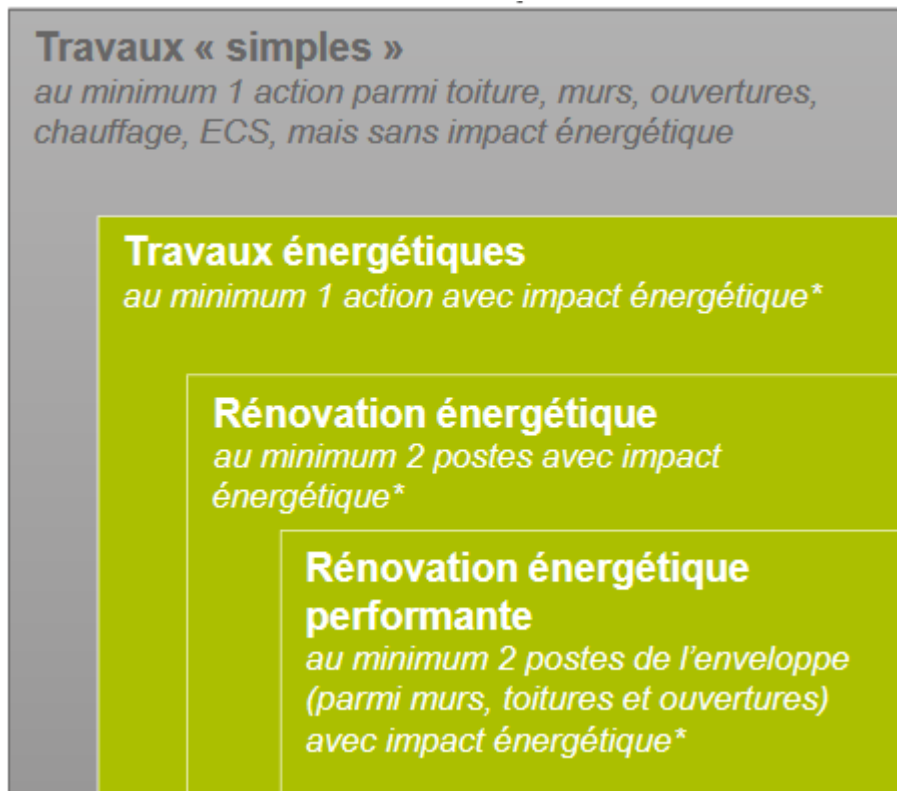 Travaux « simples »
au minimum 1 action parmi toiture, murs, ouvertures,
chauffage, ECS, mais sans impact énergétique
Travaux énergétiques
au minimum 1 action avec impact énergétique*
Rénovation énergétique
au minimum 2 postes avec impact
énergétique*
Rénovation énergétique
performante
au minimum 2 postes de l’enveloppe
(parmi murs, toitures et ouvertures)
avec impact énergétique*